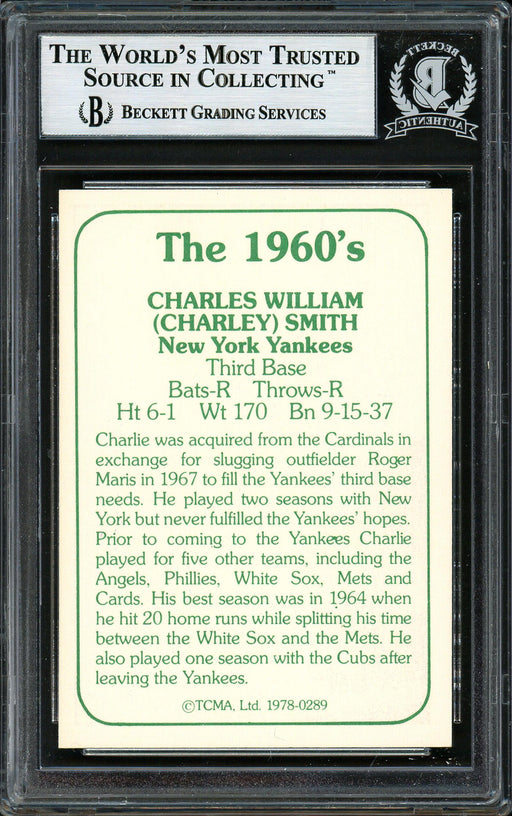 The World's Most Trusted
Source in Collecting™
B Beckett Grading Services
BECKETT
B
AUTHENTIC
The 1960's
CHARLES WILLIAM
(CHARLEY) SMITH
New York Yankees
Third Base
Bats-R Throws-R
Ht 6-1 Wt 170 Bn 9-15-37
Charlie was acquired from the Cardinals in
exchange for slugging outfielder Roger
Maris in 1967 to fill the Yankees' third base
needs. He played two seasons with New
York but never fulfilled the Yankees' hopes.
Prior to coming to the Yankees Charlie
played for five other teams, including the
Angels, Phillies, White Sox, Mets and
Cards. His best season was in 1964 when
he hit 20 home runs while splitting his time
between the White Sox and the Mets. He
also played one season with the Cubs after
leaving the Yankees.
©TCMA, Ltd. 1978-0289